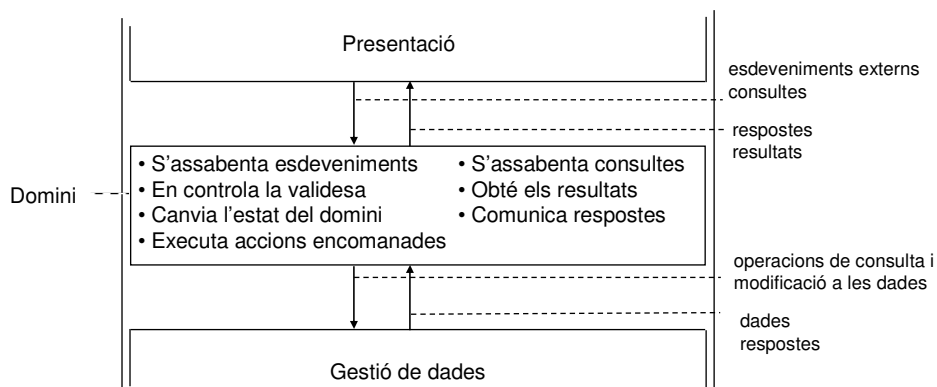 Presentació
esdeveniments externs
consultes
respostes
resultats
Domini
• S'assabenta esdeveniments
• En controla la validesa
• Canvia l'estat del domini
• Executa accions encomanades
• S'assabenta consultes
• Obté els resultats
• Comunica respostes
operacions de consulta i
modificació a les dades
dades
respostes
Gestió de dades